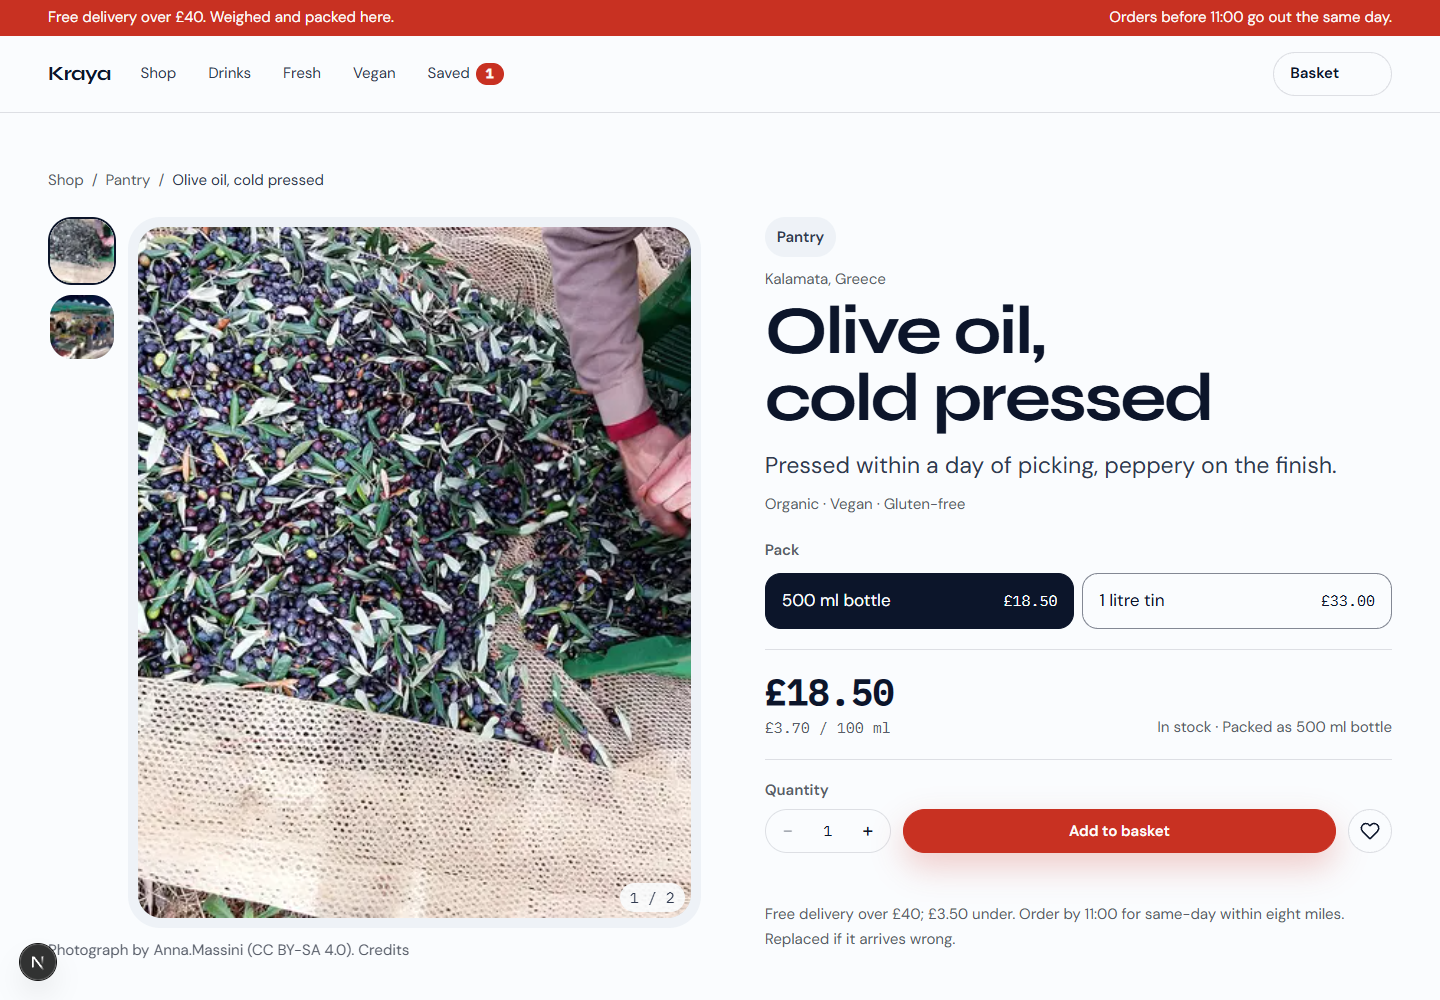 Free delivery over £40. Weighed and packed here.
Orders before 11:00 go out the same day.
Kraya
Shop
Drinks
Fresh
Vegan
Saved 1
Basket
Shop / Pantry / Olive oil, cold pressed
Pantry
Kalamata, Greece
Olive oil,
cold pressed
Pressed within a day of picking, peppery on the finish.
Organic · Vegan · Gluten-free
Pack
500 ml bottle £18.50
1 litre tin £33.00
£18.50
£3.70 / 100 ml
In stock · Packed as 500 ml bottle
Quantity
− 1 +
Add to basket
1 / 2
Free delivery over £40; £3.50 under. Order by 11:00 for same-day within eight miles.
Replaced if it arrives wrong.
Photograph by Anna.Massini (CC BY-SA 4.0). Credits
N